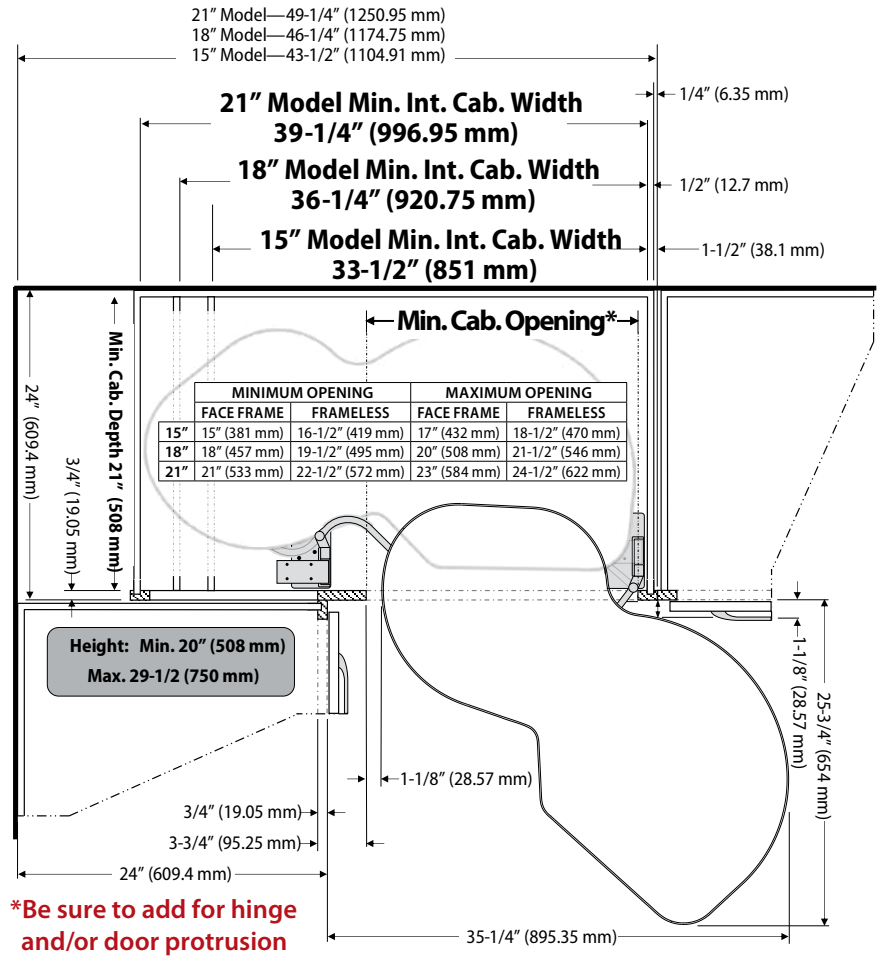 21” Model—49-1/4” (1250.95 mm)
18” Model—46-1/4” (1174.75 mm)
15” Model—43-1/2” (1104.91 mm)
1/4” (6.35 mm)
21” Model Min. Int. Cab. Width
39-1/4” (996.95 mm)
18” Model Min. Int. Cab. Width
36-1/4” (920.75 mm)
1/2” (12.7 mm)
15” Model Min. Int. Cab. Width
33-1/2” (851 mm)
1-1/2” (38.1 mm)
Min. Cab. Opening*
24” (609.4 mm)
3/4” (19.05 mm)
Min. Cab. Depth 21” (508 mm)
MINIMUM OPENING MAXIMUM OPENING
FACE FRAME FRAMELESS FACE FRAME FRAMELESS
15” 15” (381 mm) 16-1/2” (419 mm) 17” (432 mm) 18-1/2” (470 mm)
18” 18” (457 mm) 19-1/2” (495 mm) 20” (508 mm) 21-1/2” (546 mm)
21” 21” (533 mm) 22-1/2” (572 mm) 23” (584 mm) 24-1/2” (622 mm)
Height: Min. 20” (508 mm)
Max. 29-1/2 (750 mm)
1-1/8” (28.57 mm)
25-3/4” (654 mm)
1-1/8” (28.57 mm)
3/4” (19.05 mm)
3-3/4” (95.25 mm)
24” (609.4 mm)
*Be sure to add for hinge
and/or door protrusion
35-1/4” (895.35 mm)